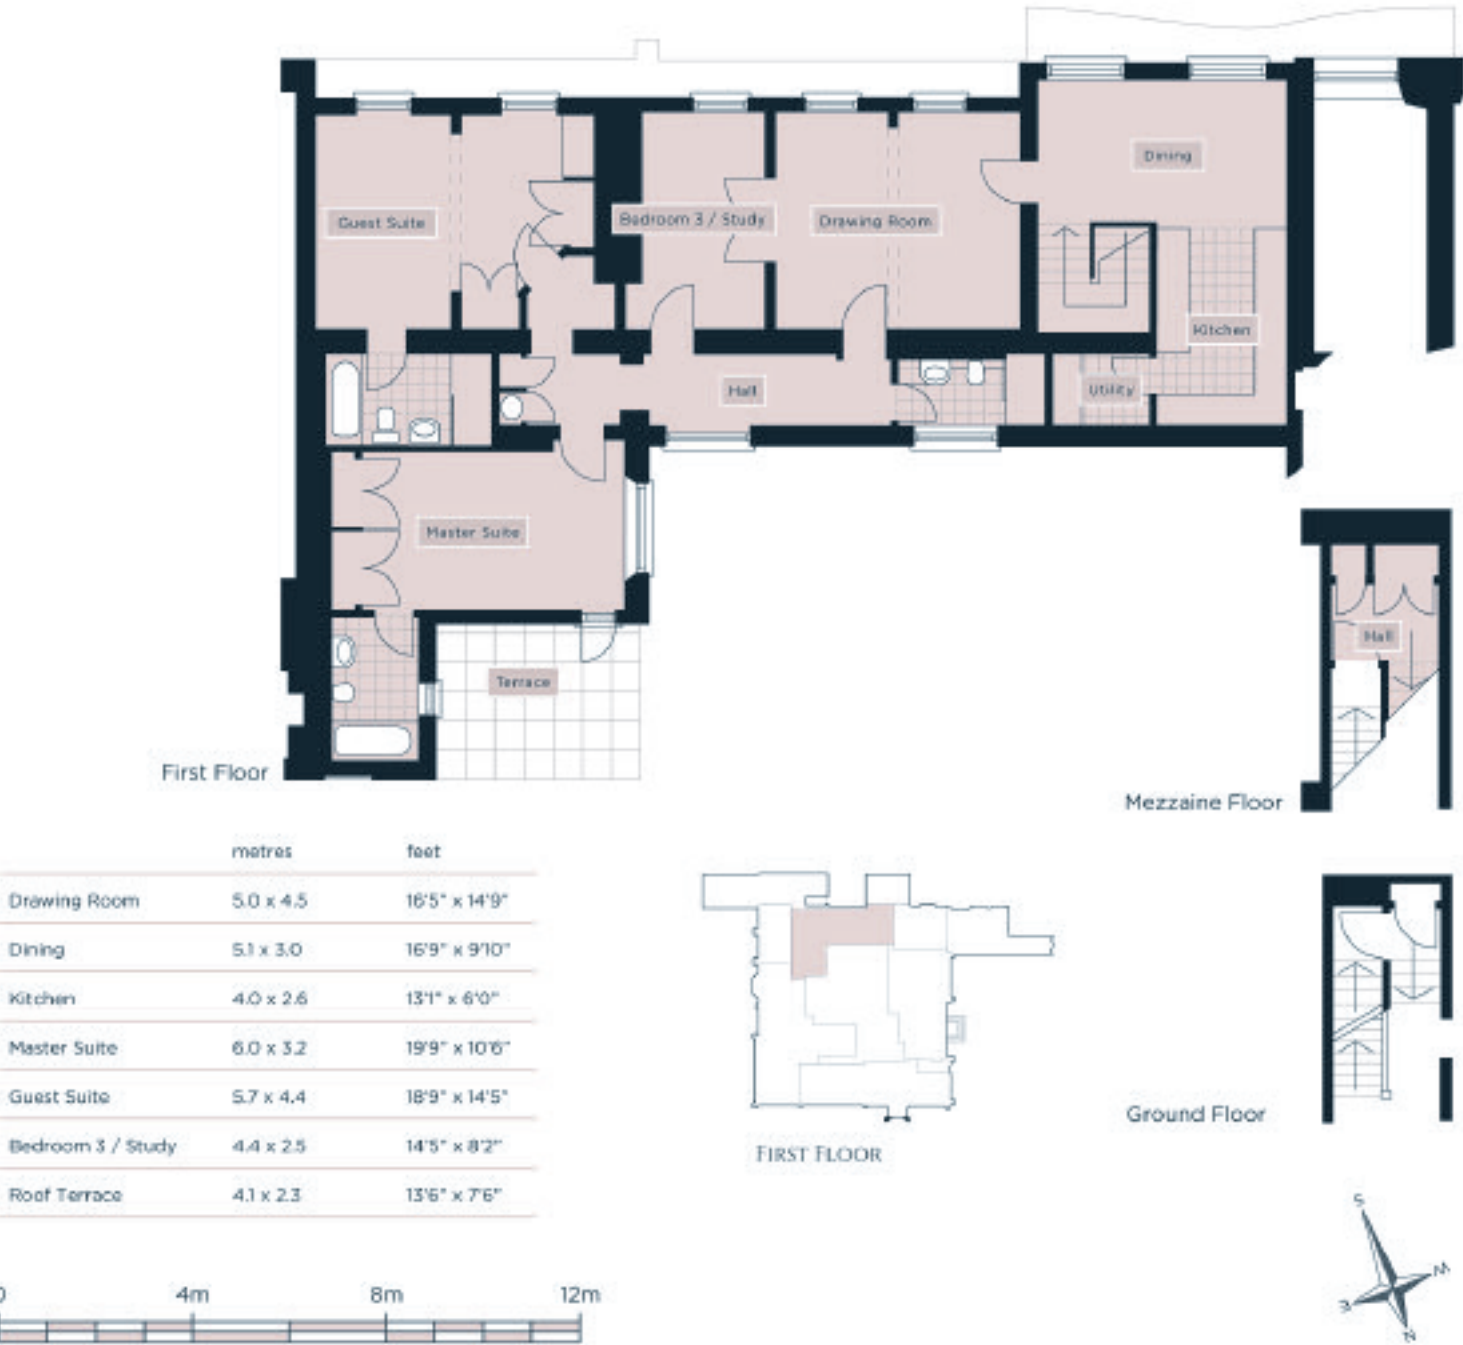 Dining
Guest Suite
Bedroom 3 / Study
Drawing Room
Kitchen
Hall
Utility
Master Suite
Hall
Terrace
First Floor
Mezzaine Floor
metres feet
Drawing Room 5.0 x 4.5 16'5" x 14'9"
Dining 5.1 x 3.0 16'9" x 9'10"
Kitchen 4.0 x 2.6 13'1" x 6'0"
Master Suite 6.0 x 3.2 19'9" x 10'6"
Guest Suite 5.7 x 4.4 18'9" x 14'5"
Bedroom 3 / Study 4.4 x 2.5 14'5" x 8'2"
Roof Terrace 4.1 x 2.3 13'6" x 7'6"
Ground Floor
FIRST FLOOR
S
W
E
N
0 4m 8m 12m